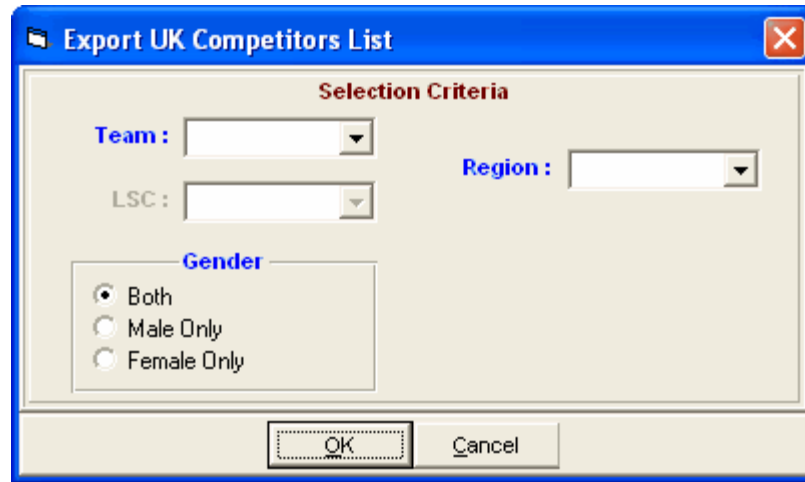 Export UK Competitors List
Selection Criteria
Team :
Region :
LSC :
Gender
Both
Male Only
Female Only
OK
Cancel